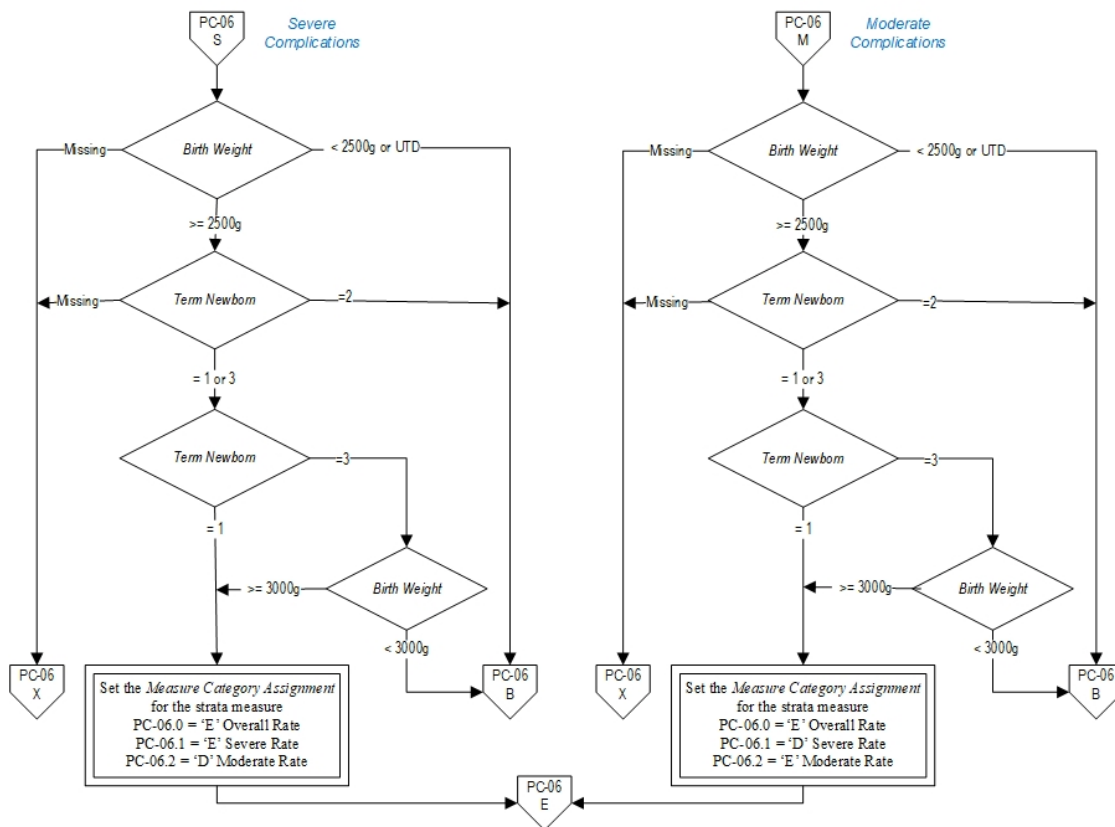 PC-06
S
Severe
Complications
Missing
Birth Weight
< 2500g or UTD
>= 2500g
Missing
Term Newborn
=2
= 1 or 3
Term Newborn
=3
= 1
>= 3000g
Birth Weight
< 3000g
PC-06
X
Set the Measure Category Assignment
for the strata measure
PC-06.0 = ‘E’ Overall Rate
PC-06.1 = ‘E’ Severe Rate
PC-06.2 = ‘D’ Moderate Rate
PC-06
B
PC-06
M
Moderate
Complications
Missing
Birth Weight
< 2500g or UTD
>= 2500g
Missing
Term Newborn
=2
= 1 or 3
Term Newborn
=3
= 1
>= 3000g
Birth Weight
< 3000g
PC-06
X
Set the Measure Category Assignment
for the strata measure
PC-06.0 = ‘E’ Overall Rate
PC-06.1 = ‘D’ Severe Rate
PC-06.2 = ‘E’ Moderate Rate
PC-06
B
PC-06
E